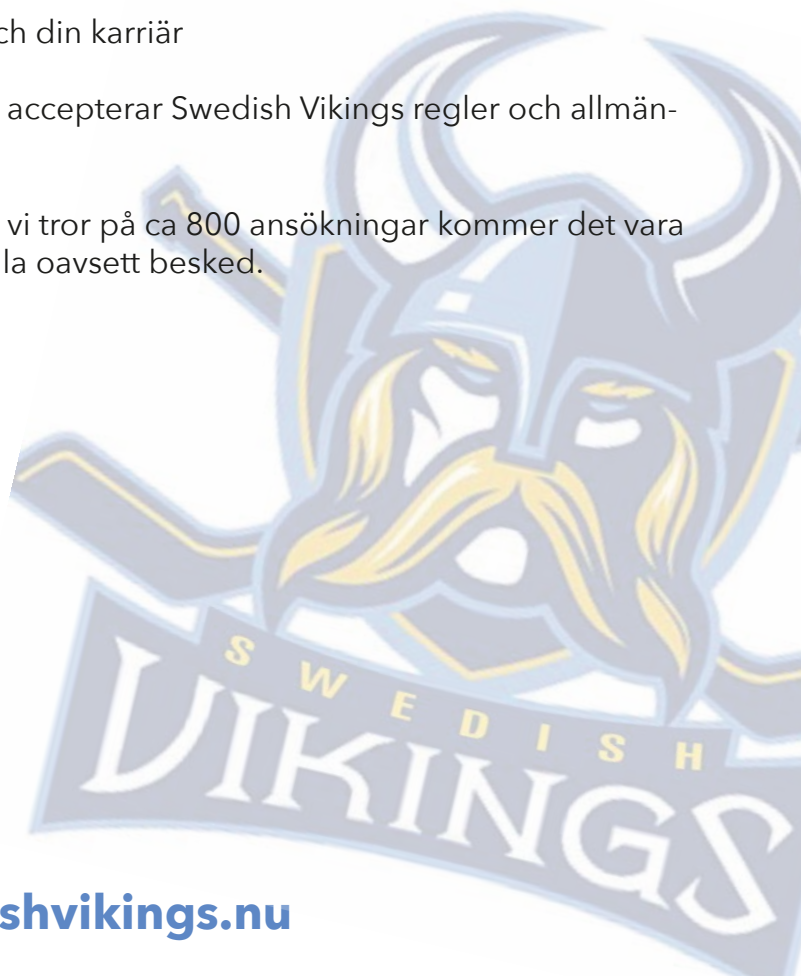 ch din karriär
accepterar Swedish Vikings regler och allmän-
vi tror på ca 800 ansökningar kommer det vara
la oavsett besked.
SWEDISH
VIKINGS
shvikings.nu